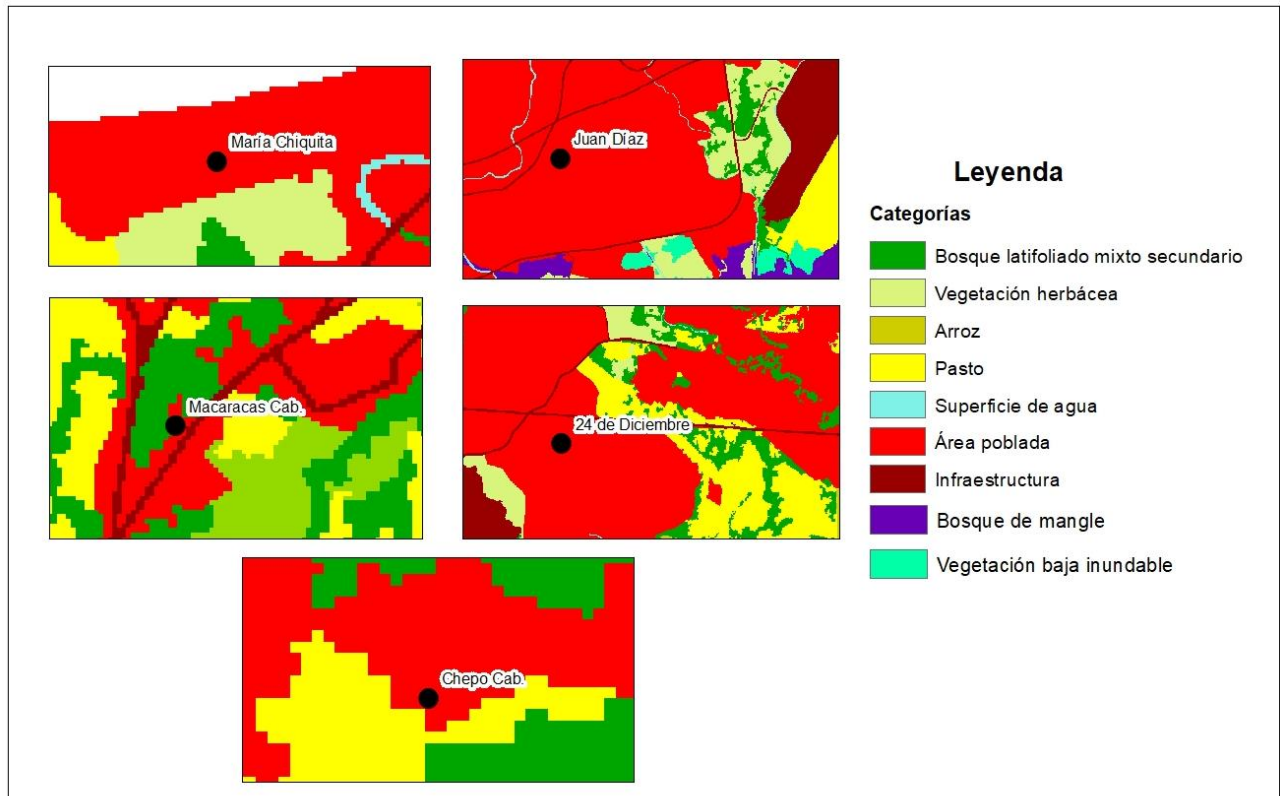 María Chiquita
Juan Díaz
Macaracas Cab.
24 de Diciembre
Chepo Cab.
Leyenda
Categorías
Bosque latifoliado mixto secundario
Vegetación herbácea
Arroz
Pasto
Superficie de agua
Área poblada
Infraestructura
Bosque de mangle
Vegetación baja inundable